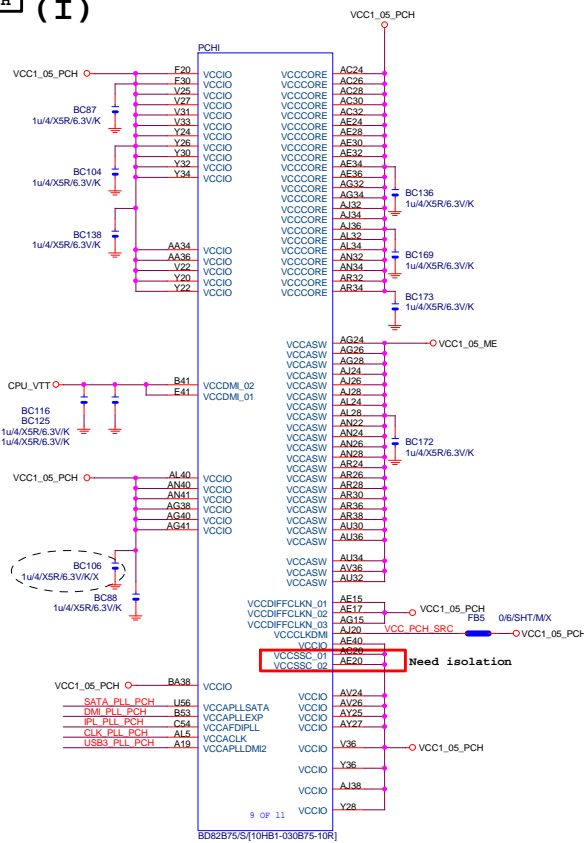 H (I)
VCC1_05_PCH
PCHI
VCC1_05_PCH
F20 VCCIO
F30 VCCIO
V25 VCCIO
V27 VCCIO
V31 VCCIO
V33 VCCIO
Y24 VCCIO
Y26 VCCIO
Y30 VCCIO
Y32 VCCIO
Y34 VCCIO
BC87
1u/4/X5R/6.3V/K
BC104
1u/4/X5R/6.3V/K
BC138
1u/4/X5R/6.3V/K
AA34 VCCIO
AA36 VCCIO
V22 VCCIO
Y20 VCCIO
Y22 VCCIO
CPU_VTT
B41 VCCDMI_02
E41 VCCDMI_01
BC116
BC125
1u/4/X5R/6.3V/K
1u/4/X5R/6.3V/K
VCC1_05_PCH
AL40 VCCIO
AN40 VCCIO
AN41 VCCIO
AG38 VCCIO
AG40 VCCIO
AG41 VCCIO
BC106
1u/4/X5R/6.3V/K/X
BC88
1u/4/X5R/6.3V/K
VCC1_05_PCH BA38 VCCIO
SATA_PLL_PCH U56 VCCAPLLSATA
DMI_PLL_PCH B53 VCCAPLLEXP
IPL_PLL_PCH C54 VCCAFDIPLL
CLK_PLL_PCH AL5 VCCACLK
USB3_PLL_PCH A19 VCCAPLLDMI2
VCCCORE AC24
VCCCORE AC26
VCCCORE AC28
VCCCORE AC30
VCCCORE AC32
VCCCORE AE24
VCCCORE AE28
VCCCORE AE30
VCCCORE AE32
VCCCORE AE34
VCCCORE AE36
VCCCORE AG32
VCCCORE AG34
VCCCORE AJ32
VCCCORE AJ34
VCCCORE AJ36
VCCCORE AL32
VCCCORE AL34
VCCCORE AN32
VCCCORE AN34
VCCCORE AR32
VCCCORE AR34
BC136
1u/4/X5R/6.3V/K
BC169
1u/4/X5R/6.3V/K
BC173
1u/4/X5R/6.3V/K
VCCASW AG24
VCC1_05_ME
VCCASW AG26
VCCASW AG28
VCCASW AJ24
VCCASW AJ26
VCCASW AJ28
VCCASW AL24
VCCASW AL28
VCCASW AN22
VCCASW AN24
VCCASW AN26
VCCASW AN28
VCCASW AR24
VCCASW AR26
VCCASW AR28
VCCASW AR30
VCCASW AR36
VCCASW AR38
VCCASW AU30
VCCASW AU36
BC172
1u/4/X5R/6.3V/K
VCCASW AU34
VCCASW AV36
VCCASW AU32
VCCDIFFCLKN_01 AE15
VCCDIFFCLKN_02 AE17 VCC1_05_PCH
VCCDIFFCLKN_03 AG15
FB5 0/6/SHT/M/X
VCCCLKDMI AJ20 VCC_PCH_SRC VCC1_05_PCH
VCCIO AE40
VCCSSC_01 AC20
VCCSSC_02 AE20
Need isolation
VCCIO AV24
VCCIO AV26
VCCIO AY25
VCCIO AY27
VCCIO V36 VCC1_05_PCH
VCCIO Y36
VCCIO AJ38
VCCIO Y28
9 OF 11
BD82B75/S/[10HB1-030B75-10R]